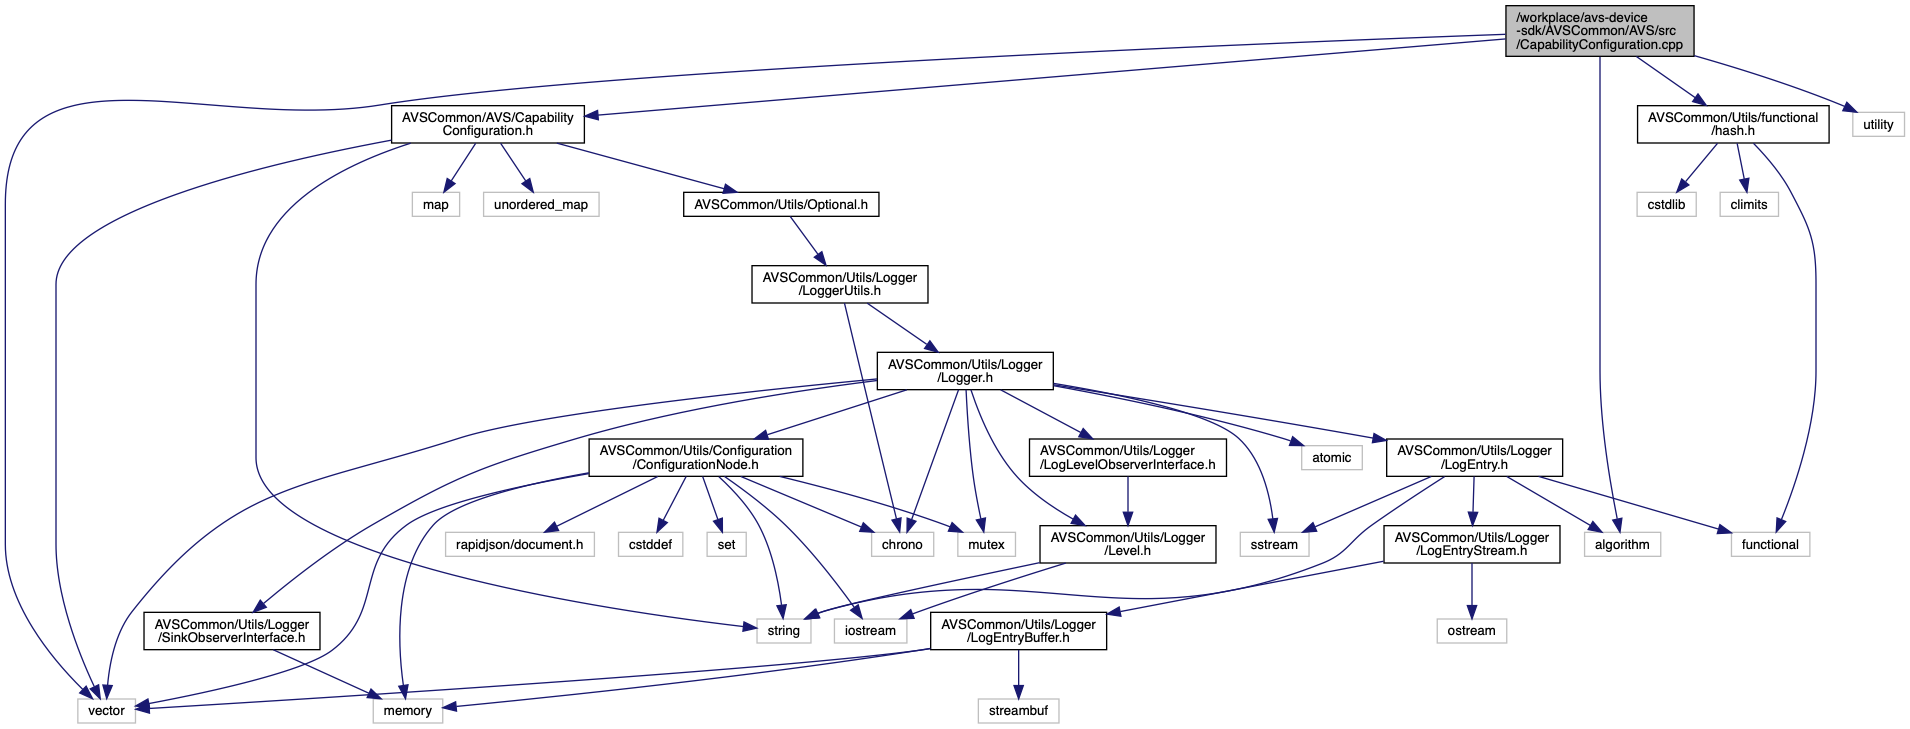 /workplace/avs-device
-sdk/AVSCommon/AVS/src
/CapabilityConfiguration.cpp
AVSCommon/AVS/Capability
Configuration.h
AVSCommon/Utils/functional
/hash.h
utility
map
unordered_map
AVSCommon/Utils/Optional.h
cstdlib
climits
AVSCommon/Utils/Logger
/LoggerUtils.h
AVSCommon/Utils/Logger
/Logger.h
AVSCommon/Utils/Configuration
/ConfigurationNode.h
AVSCommon/Utils/Logger
/LogLevelObserverInterface.h
atomic
AVSCommon/Utils/Logger
/LogEntry.h
rapidjson/document.h
cstddef
set
chrono
mutex
AVSCommon/Utils/Logger
/Level.h
sstream
AVSCommon/Utils/Logger
/LogEntryStream.h
algorithm
functional
AVSCommon/Utils/Logger
/SinkObserverInterface.h
string
iostream
AVSCommon/Utils/Logger
/LogEntryBuffer.h
ostream
vector
memory
streambuf